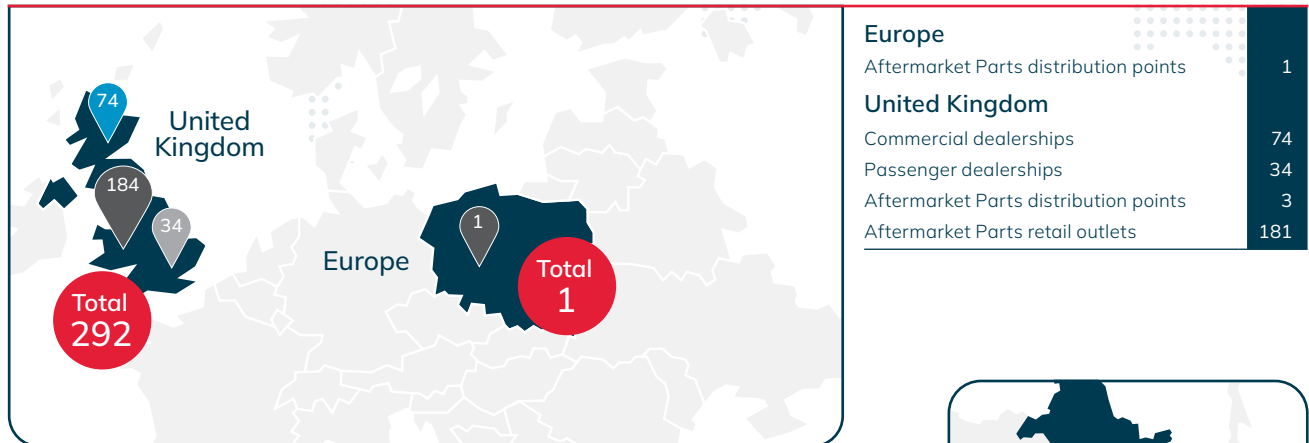 74
United
Kingdom
184
34
Total
292
Europe
1
Total
1
Europe
Aftermarket Parts distribution points 1
United Kingdom
Commercial dealerships 74
Passenger dealerships 34
Aftermarket Parts distribution points 3
Aftermarket Parts retail outlets 181